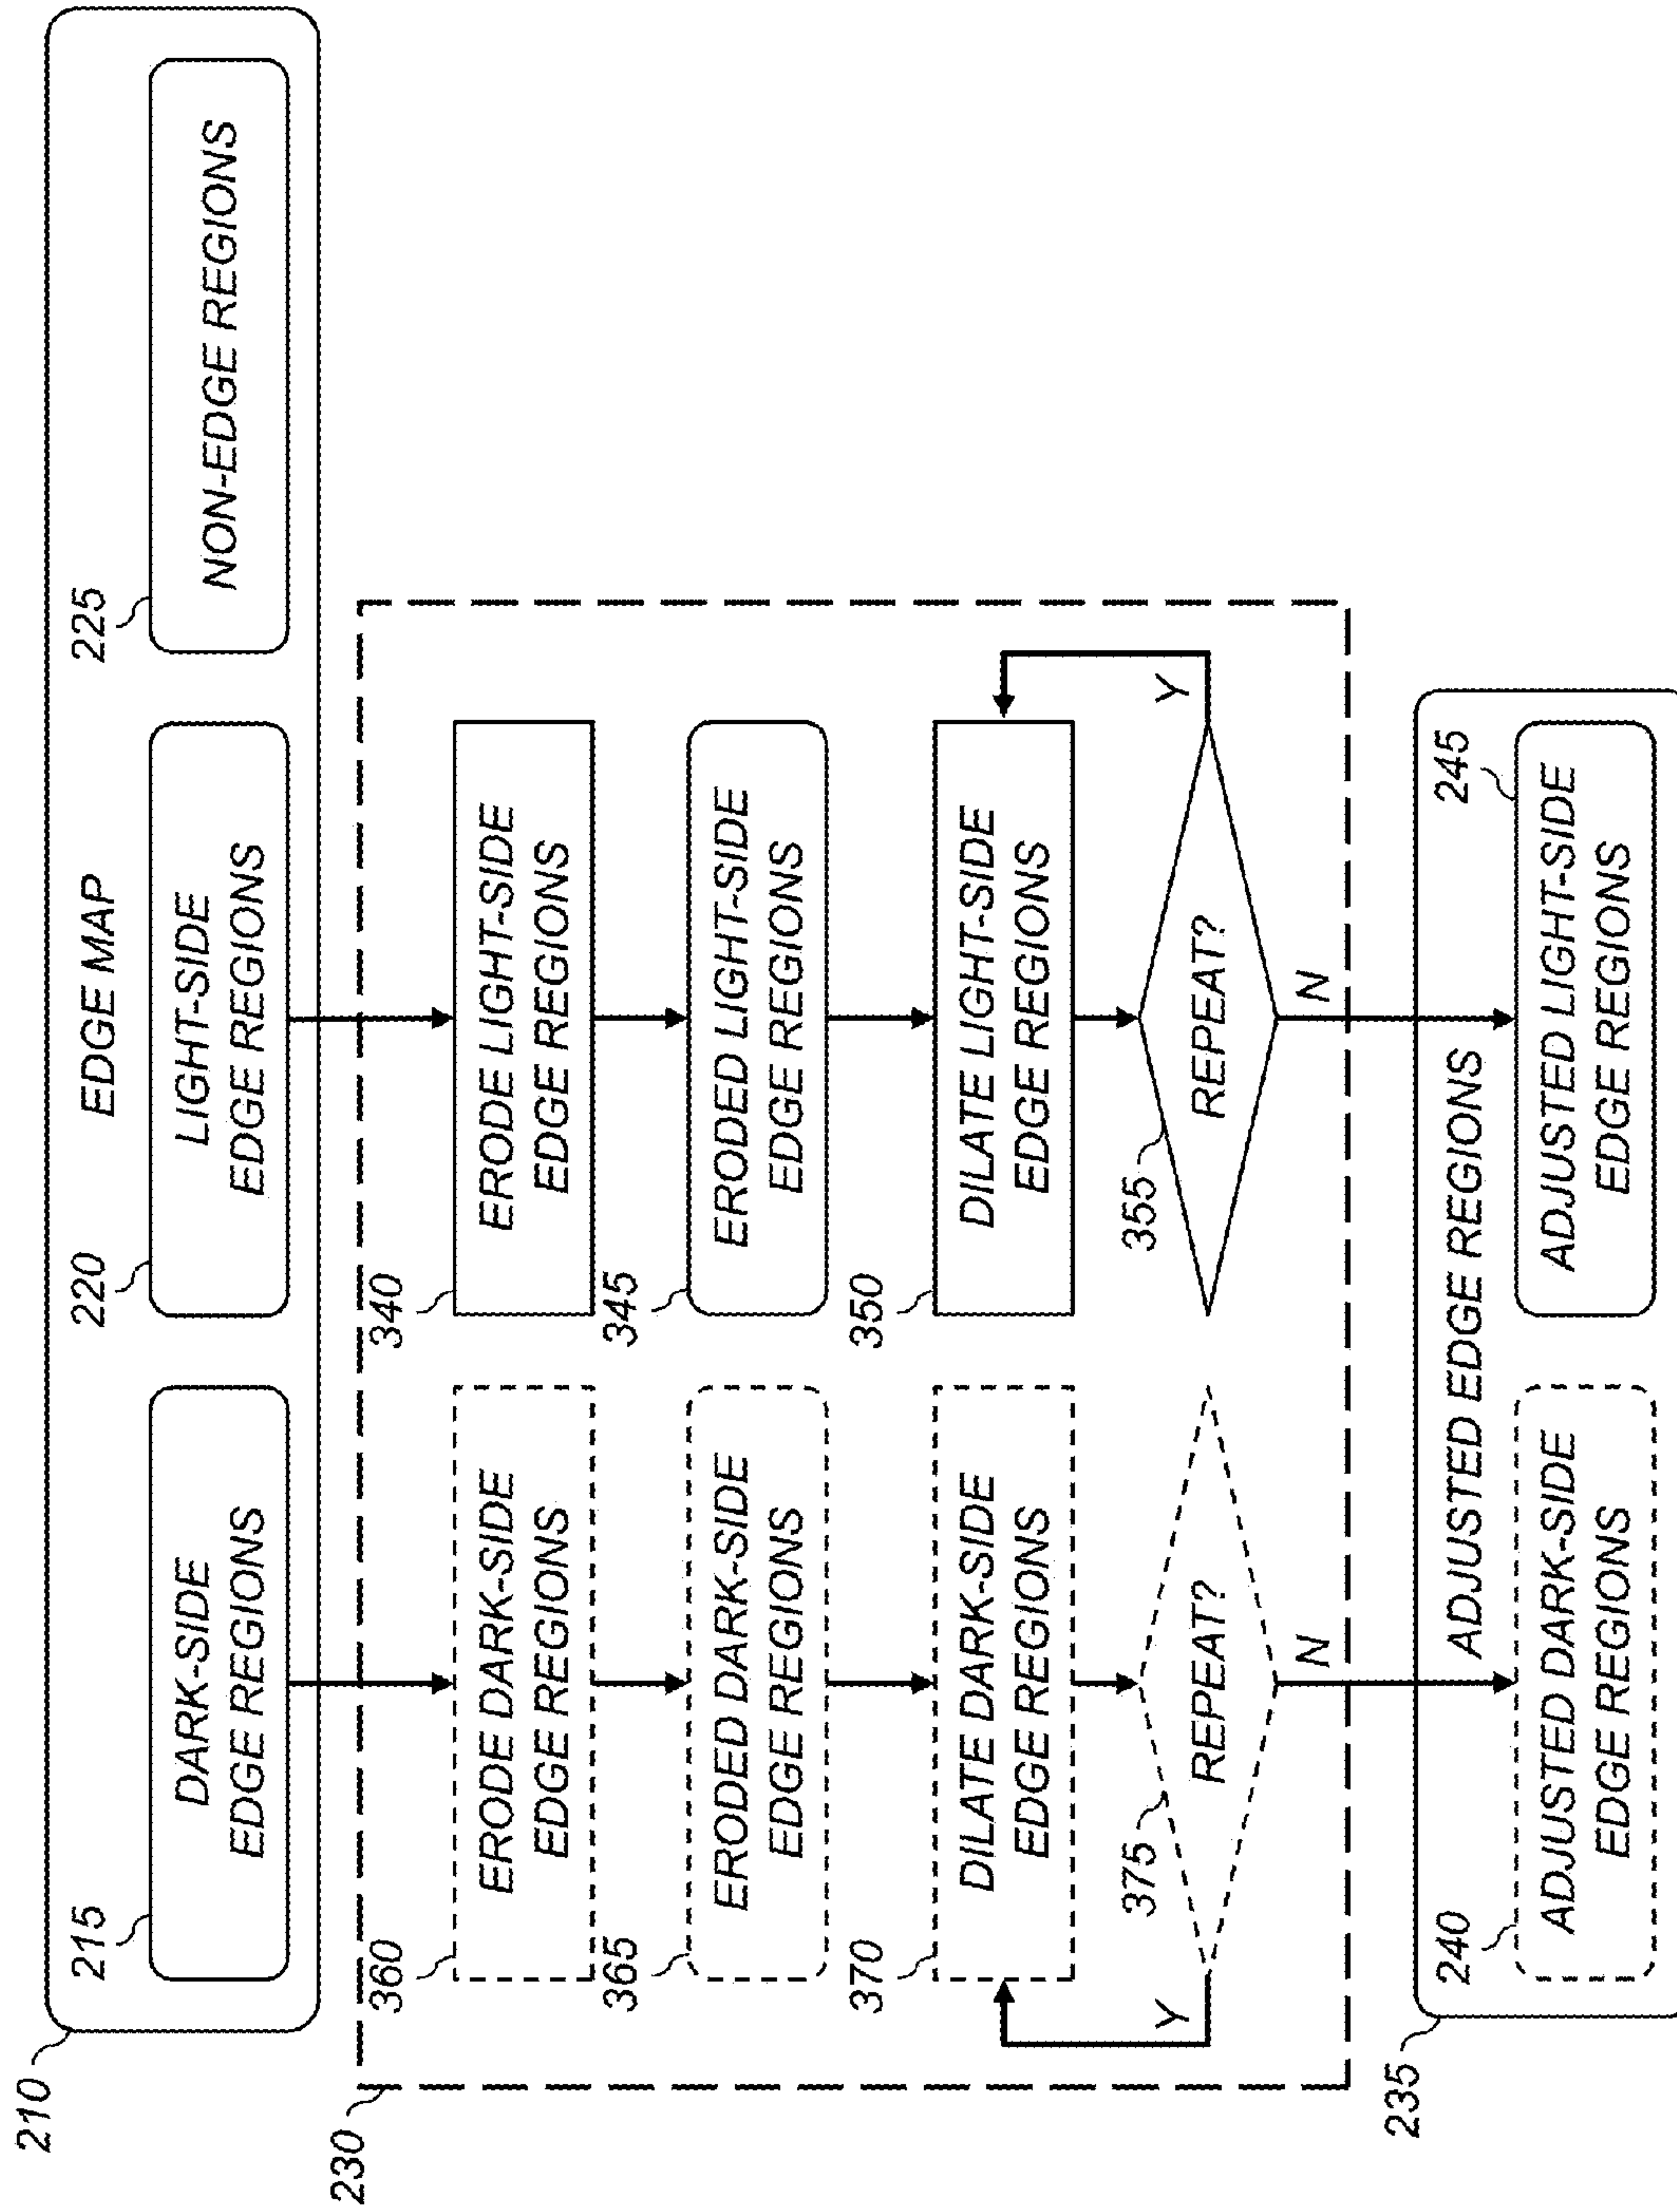 210
EDGE MAP
215
220
225
DARK-SIDE
EDGE REGIONS
LIGHT-SIDE
EDGE REGIONS
NON-EDGE REGIONS
230
360
ERODE DARK-SIDE
EDGE REGIONS
340
ERODE LIGHT-SIDE
EDGE REGIONS
365
ERODED DARK-SIDE
EDGE REGIONS
345
ERODED LIGHT-SIDE
EDGE REGIONS
370
DILATE DARK-SIDE
EDGE REGIONS
350
DILATE LIGHT-SIDE
EDGE REGIONS
Y
375
REPEAT?
N
355
REPEAT?
Y
N
235
ADJUSTED EDGE REGIONS
240
ADJUSTED DARK-SIDE
EDGE REGIONS
245
ADJUSTED LIGHT-SIDE
EDGE REGIONS